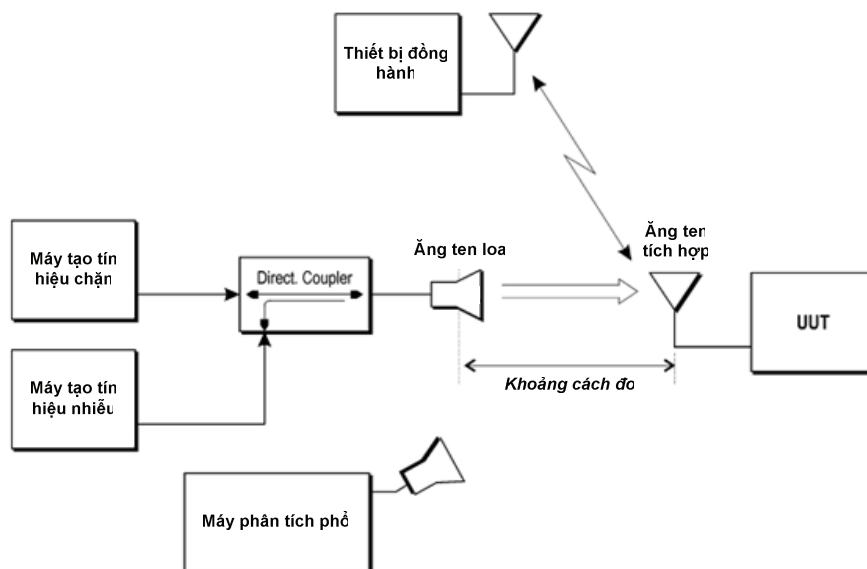 Thiết bị đồng
hành
Ăng ten
tích hợp
Ăng ten loa
Máy tạo tín
hiệu chặn
Direct. Coupler
UUT
Máy tạo tín
hiệu nhiễu
Khoảng cách đo
Máy phân tích phổ